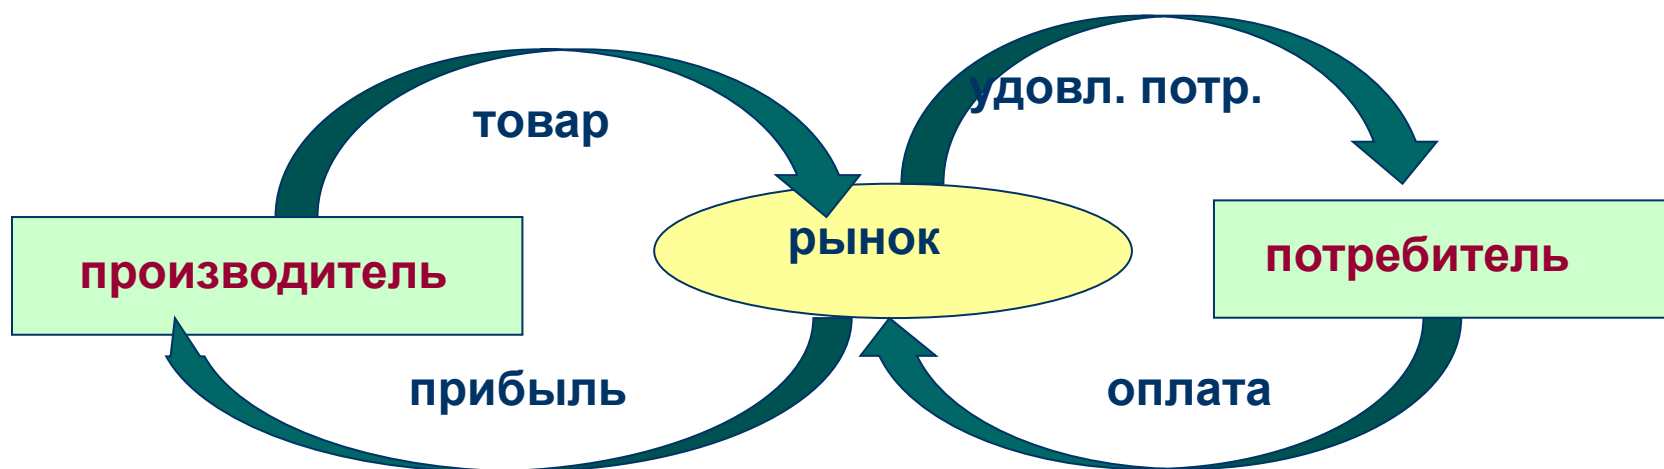 товар
удовл. потр.
производитель
рынок
потребитель
прибыль
оплата